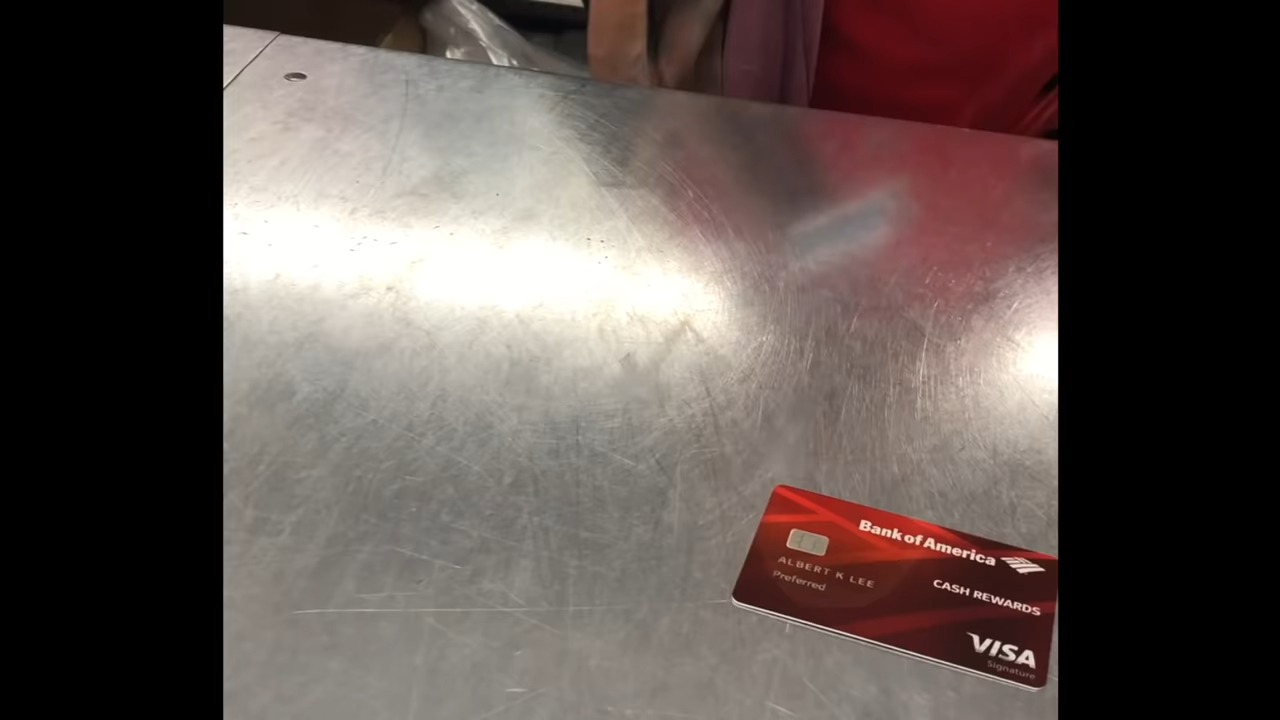 Bank of America
ALBERT K LEE
Preferred
CASH REWARDS
VISA
Signature